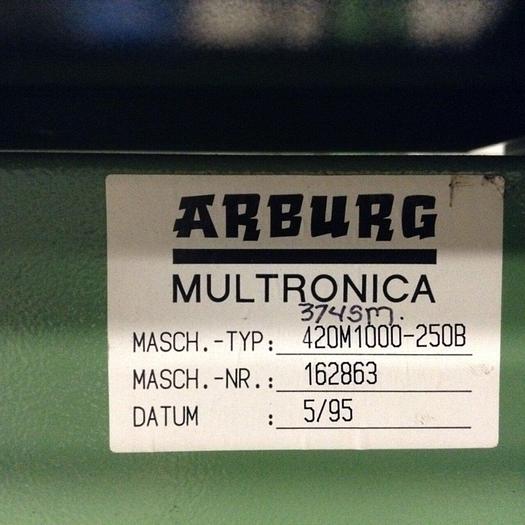 ARBURG
MULTRONICA
374SM.
MASCH.-TYP: 420M1000-250B
MASCH.-NR.: 162863
DATUM : 5/95